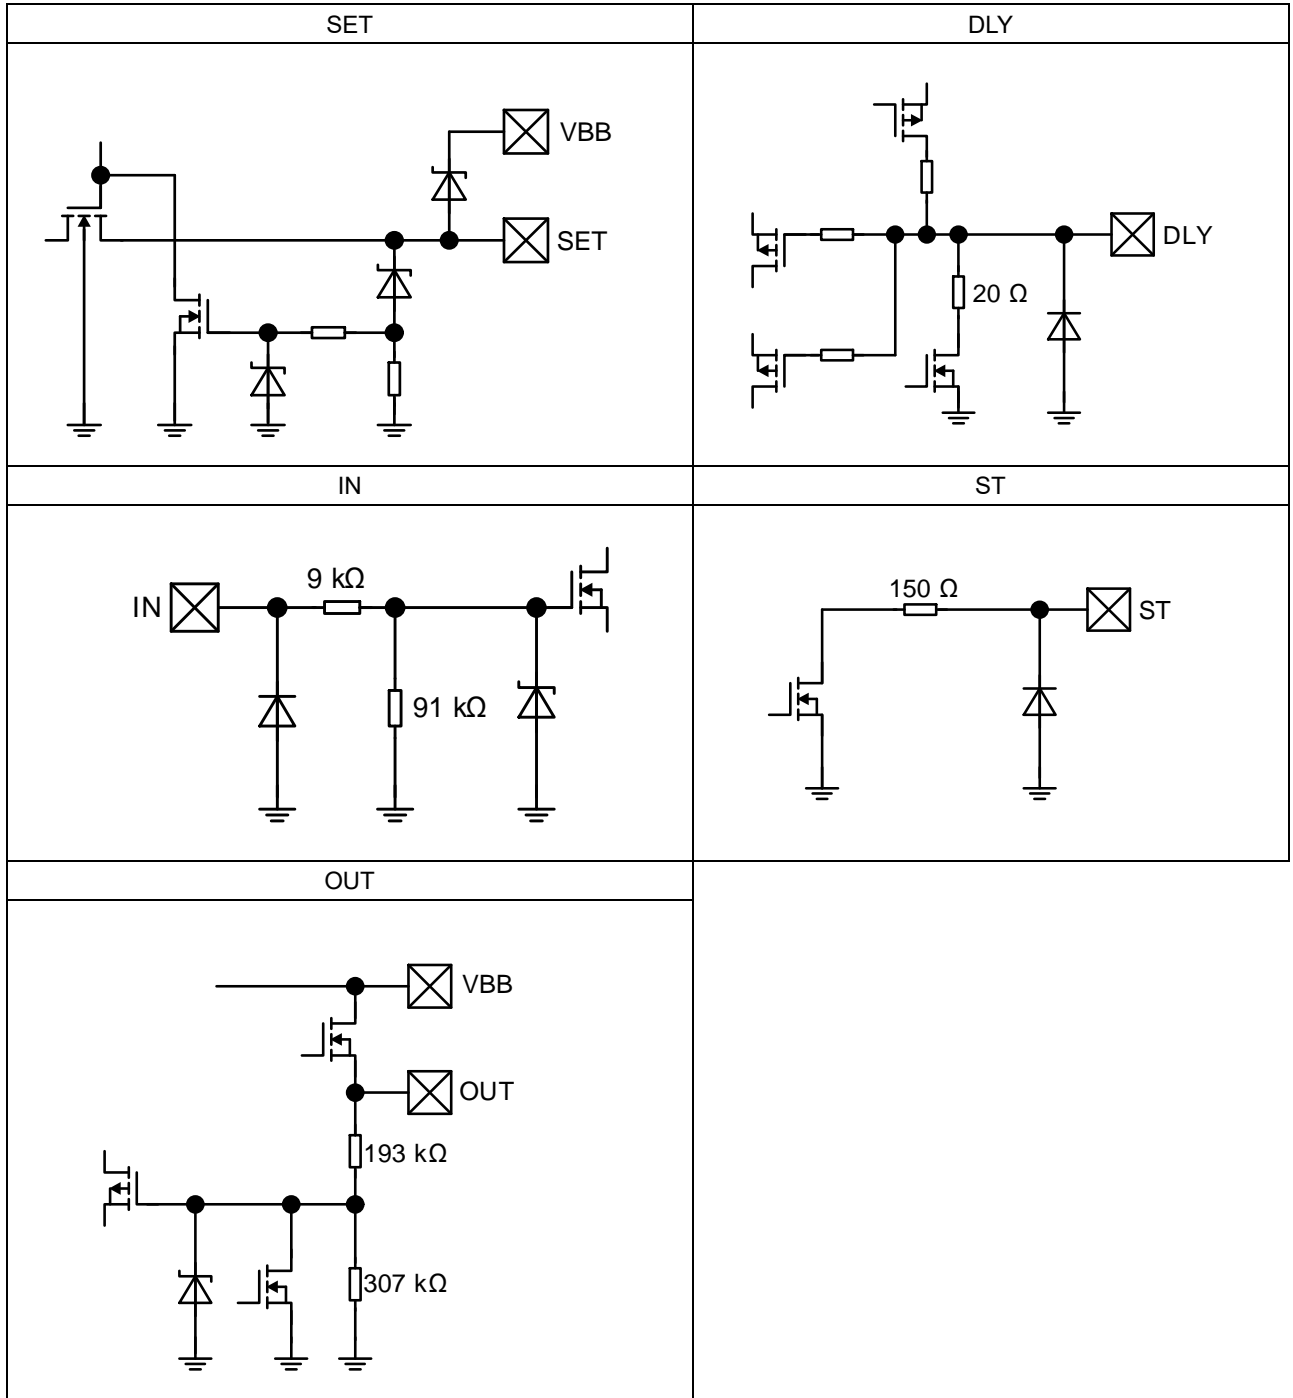 SET
DLY
VBB
SET
DLY
20 Ω
IN
ST
IN
9 kΩ
91 kΩ
150 Ω
ST
OUT
VBB
OUT
193 kΩ
307 kΩ